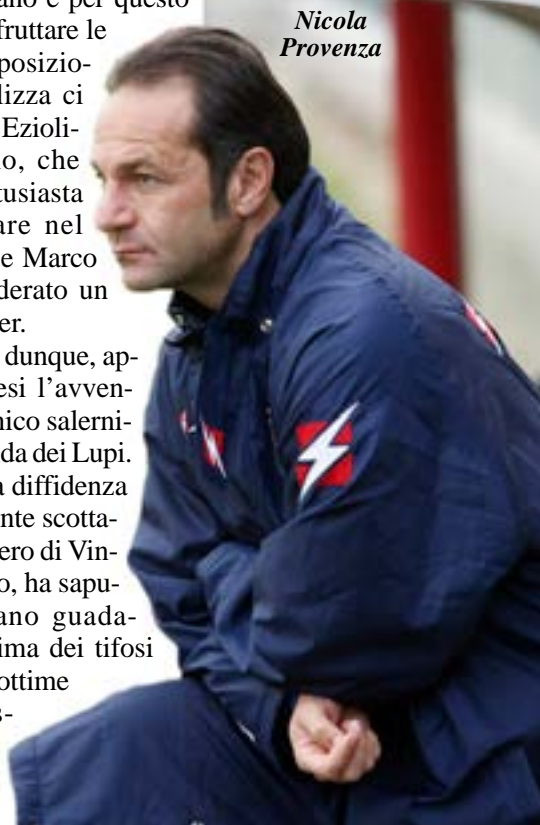 ano e per questo
fruttare le
posizio-
lizza ci
Ezioli-
o, che
tusiasta
are nel
e Marco
derato un
er.
dunque, ap-
esi l'avven-
nico salerni-
da dei Lupi.
a diffidenza
nte scotta-
ero di Vin-
o, ha sapu-
ano guada-
ima dei tifosi
ottime
s-
Nicola
Provenza